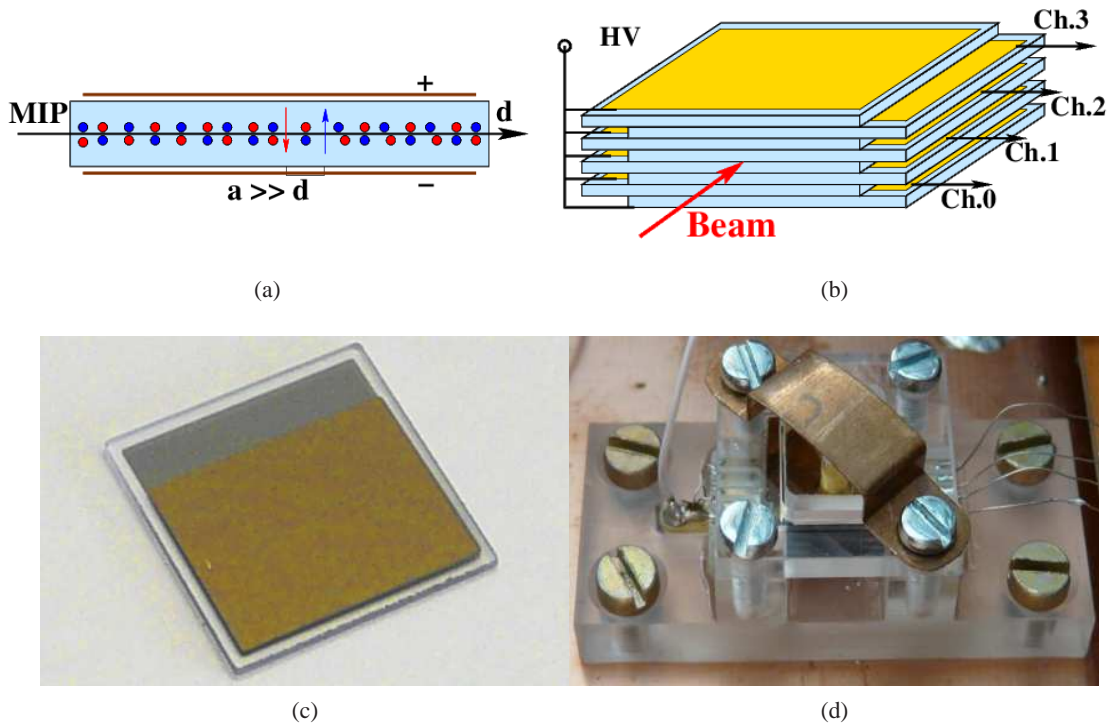 +
MIP
d
−
a >> d
(a)
HV
Ch.3
Ch.2
Ch.1
Ch.0
Beam
(b)
(c)
(d)